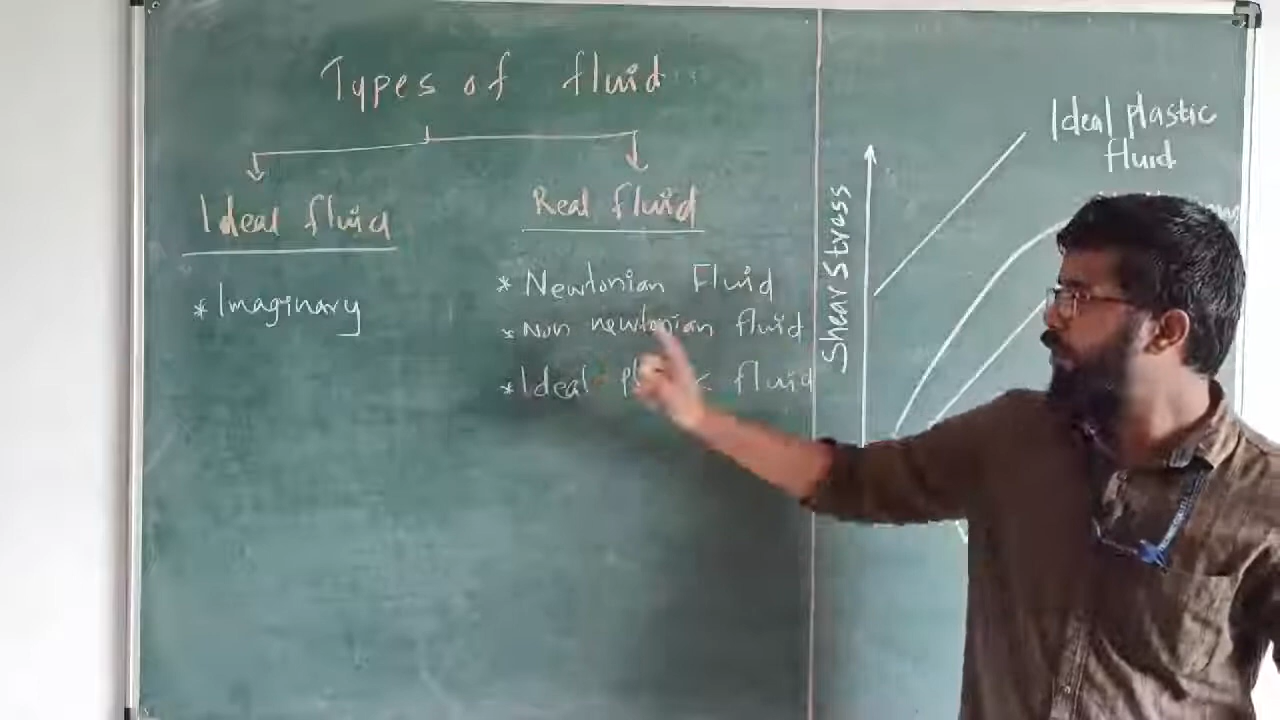 Types of fluid
Ideal fluid
* Imaginary
Real fluid
* Newtonian Fluid
* Non newtonian fluid
* Ideal fluid
Shear Stress
Ideal plastic
fluid